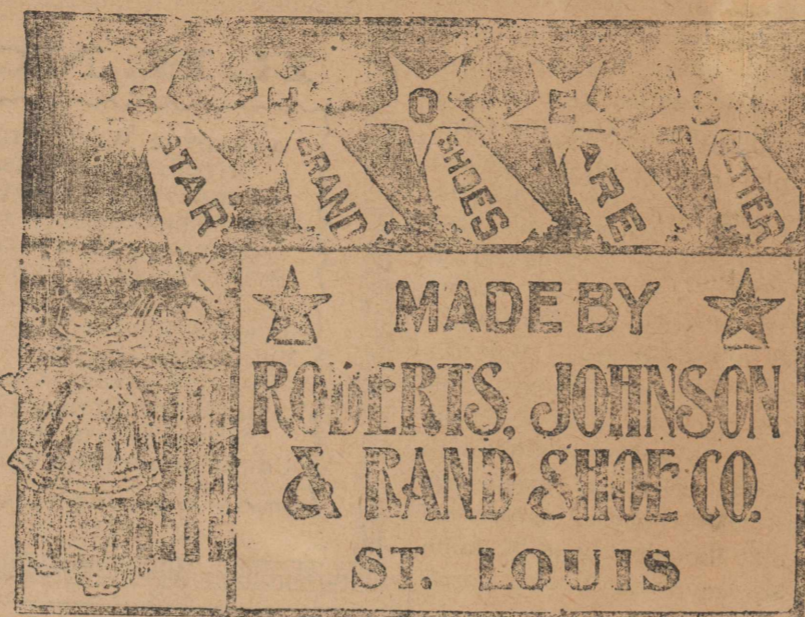 S H O E S
STAR BRAND SHOES ARE BETTER
MADE BY
ROBERTS, JOHNSON
& RAND SHOE CO.
ST. LOUIS